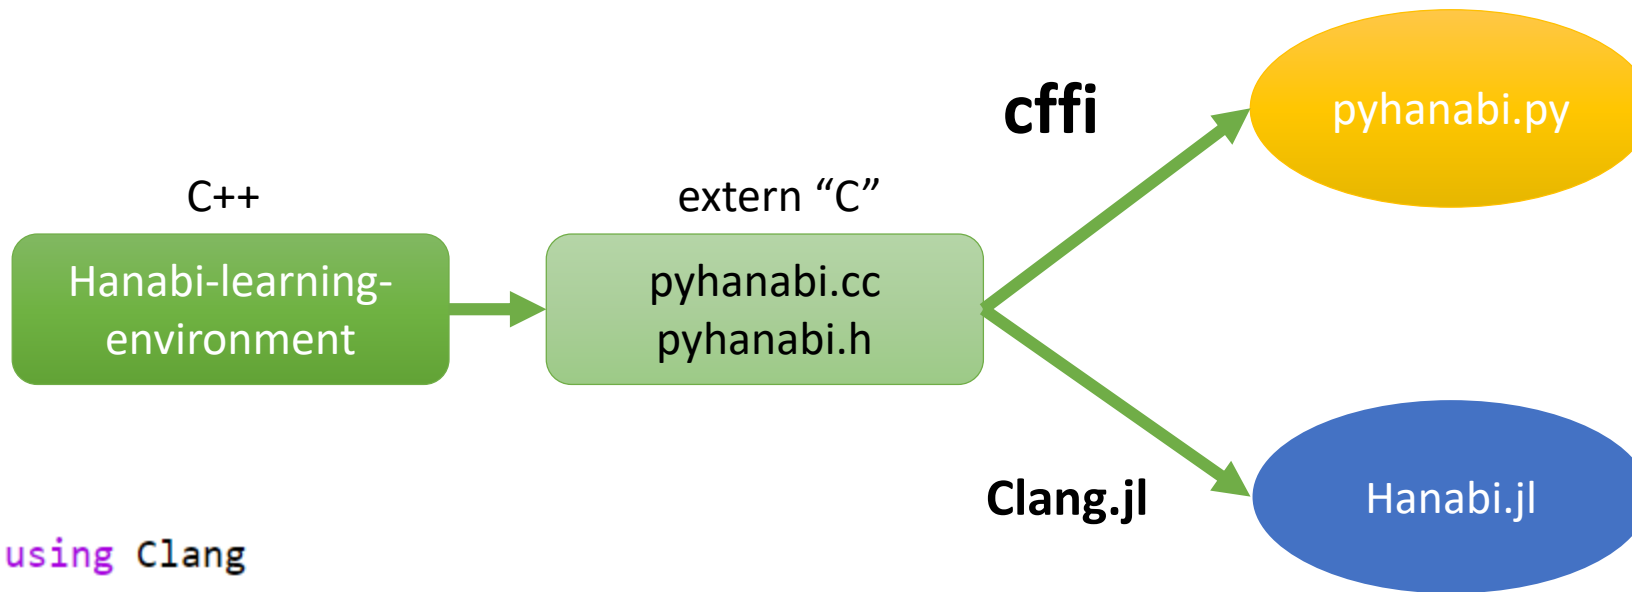 C++
Hanabi-learning-
environment
extern “C”
pyhanabi.cc
pyhanabi.h
cffi
pyhanabi.py
Clang.jl
Hanabi.jl
using Clang